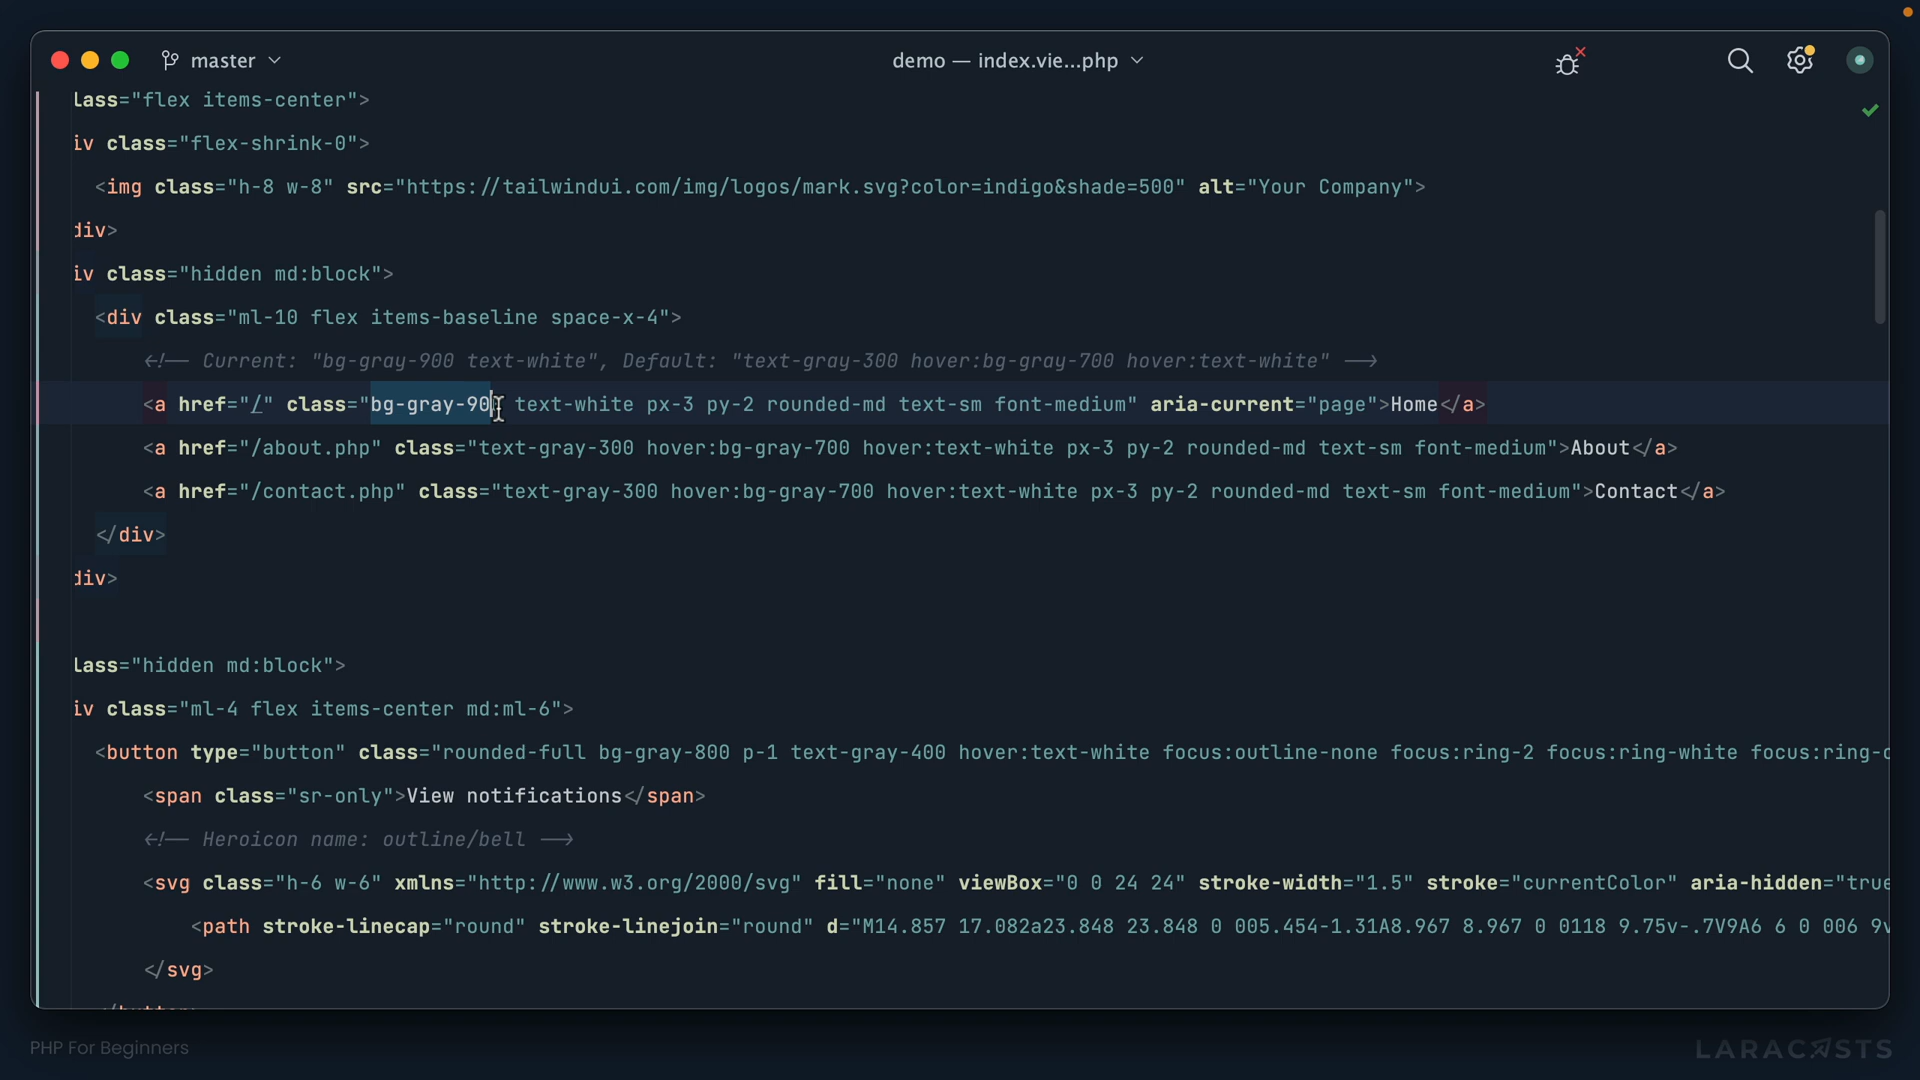 master
demo — index.vie...php
lass="flex items-center">
iv class="flex-shrink-0">
<img class="h-8 w-8" src="https://tailwindui.com/img/logos/mark.svg?color=indigo&shade=500" alt="Your Company">
div>
iv class="hidden md:block">
<div class="ml-10 flex items-baseline space-x-4">
<!-- Current: "bg-gray-900 text-white", Default: "text-gray-300 hover:bg-gray-700 hover:text-white" -->
<a href="/" class="bg-gray-90 text-white px-3 py-2 rounded-md text-sm font-medium" aria-current="page">Home</a>
<a href="/about.php" class="text-gray-300 hover:bg-gray-700 hover:text-white px-3 py-2 rounded-md text-sm font-medium">About</a>
<a href="/contact.php" class="text-gray-300 hover:bg-gray-700 hover:text-white px-3 py-2 rounded-md text-sm font-medium">Contact</a>
</div>
div>
lass="hidden md:block">
iv class="ml-4 flex items-center md:ml-6">
<button type="button" class="rounded-full bg-gray-800 p-1 text-gray-400 hover:text-white focus:outline-none focus:ring-2 focus:ring-white focus:ring-o
<span class="sr-only">View notifications</span>
<!-- Heroicon name: outline/bell -->
<svg class="h-6 w-6" xmlns="http://www.w3.org/2000/svg" fill="none" viewBox="0 0 24 24" stroke-width="1.5" stroke="currentColor" aria-hidden="true
<path stroke-linecap="round" stroke-linejoin="round" d="M14.857 17.082a23.848 23.848 0 005.454-1.31A8.967 8.967 0 0118 9.75v-.7V9A6 6 0 006 9v
</svg>
PHP For Beginners
LARACASTS